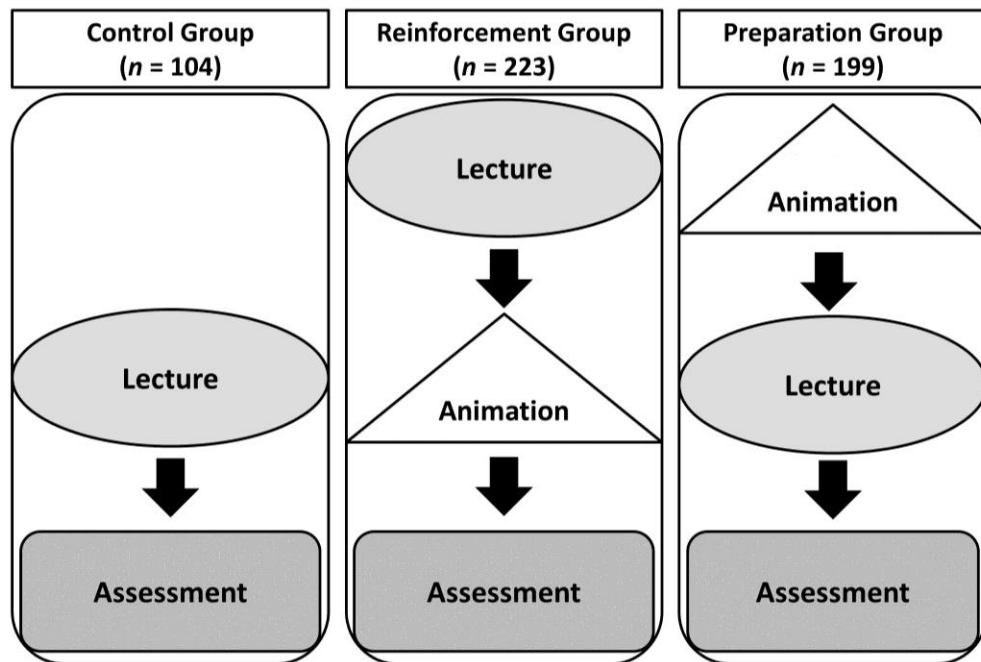 Control Group
(n = 104)
Reinforcement Group
(n = 223)
Preparation Group
(n = 199)
Lecture
Assessment
Lecture
Animation
Assessment
Animation
Lecture
Assessment